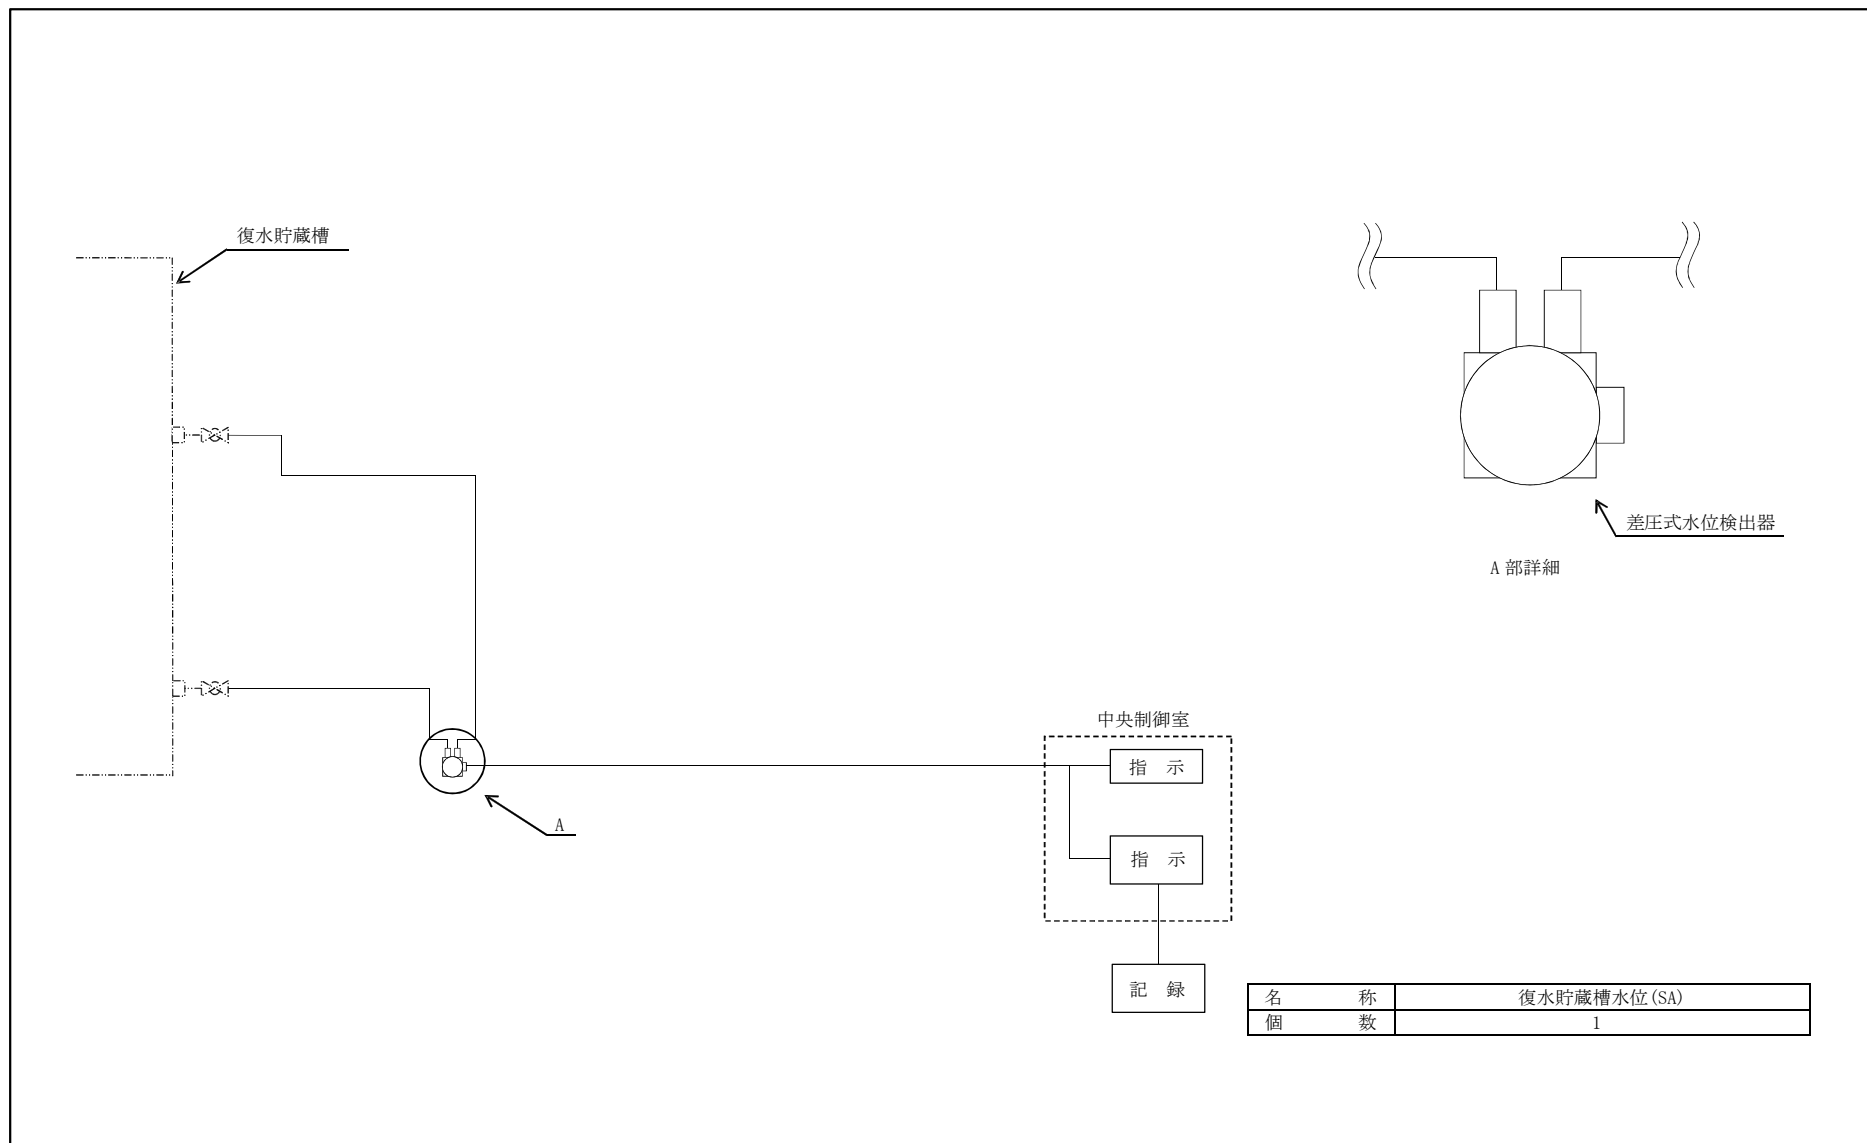 復水貯蔵槽
差圧式水位検出器
A 部詳細
A
中央制御室
指 示
指 示
記 録
名 称 復水貯蔵槽水位(SA)
個 数 1